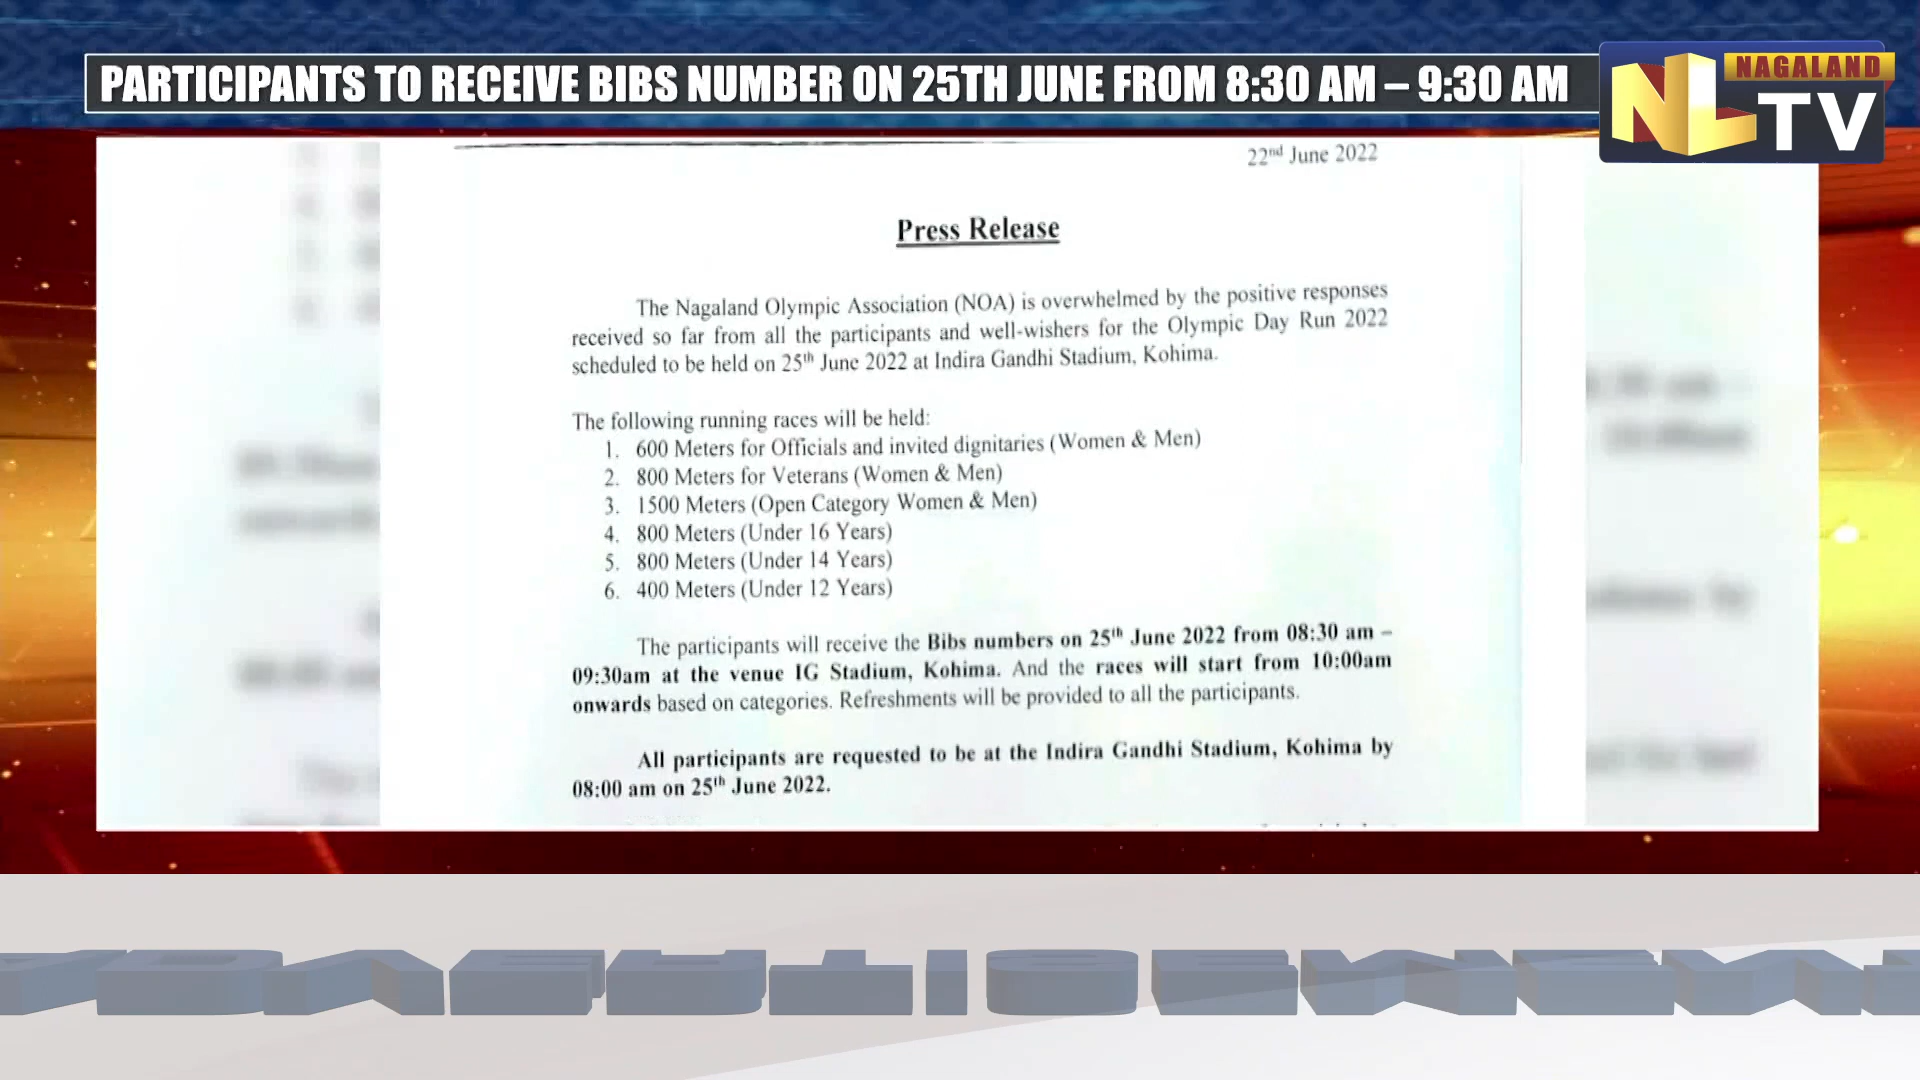 PARTICIPANTS TO RECEIVE BIBS NUMBER ON 25TH JUNE FROM 8:30 AM – 9:30 AM
NL NAGALAND TV
22nd June 2022
Press Release
The Nagaland Olympic Association (NOA) is overwhelmed by the positive responses
received so far from all the participants and well-wishers for the Olympic Day Run 2022
scheduled to be held on 25th June 2022 at Indira Gandhi Stadium, Kohima.
The following running races will be held:
1. 600 Meters for Officials and invited dignitaries (Women & Men)
2. 800 Meters for Veterans (Women & Men)
3. 1500 Meters (Open Category Women & Men)
4. 800 Meters (Under 16 Years)
5. 800 Meters (Under 14 Years)
6. 400 Meters (Under 12 Years)
The participants will receive the Bibs numbers on 25th June 2022 from 08:30 am –
09:30am at the venue IG Stadium, Kohima. And the races will start from 10:00am
onwards based on categories. Refreshments will be provided to all the participants.
All participants are requested to be at the Indira Gandhi Stadium, Kohima by
08:00 am on 25th June 2022.